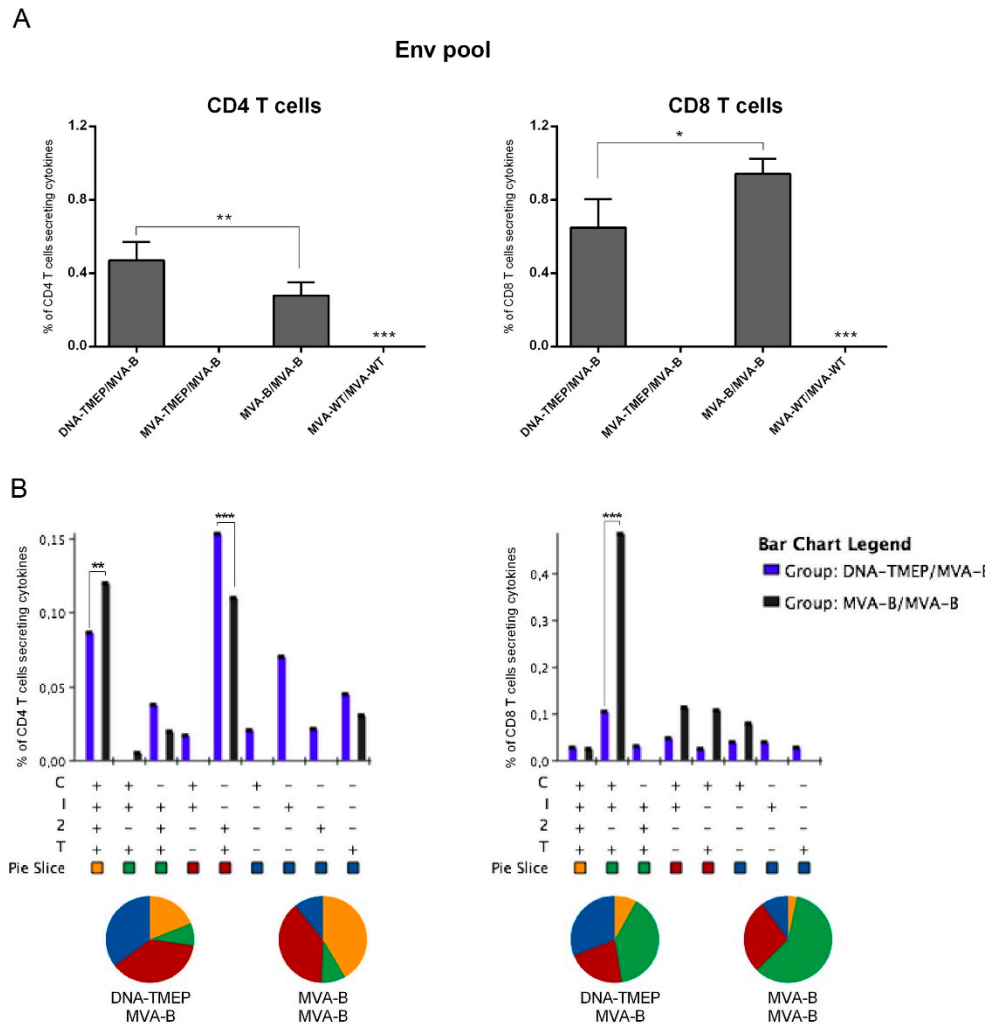 A
Env pool
CD4 T cells
% of CD4 T cells secreting cytokines
1.2
0.8
0.4
0.0
**
***
DNA-TMEP/MVA-B
MVA-TMEP/MVA-B
MVA-B/MVA-B
MVA-WT/MVA-WT
CD8 T cells
% of CD8 T cells secreting cytokines
1.2
0.8
0.4
0.0
*
***
DNA-TMEP/MVA-B
MVA-TMEP/MVA-B
MVA-B/MVA-B
MVA-WT/MVA-WT
B
% of CD4 T cells secreting cytokines
0,15
0,10
0,05
0,00
**
***
C + + − + − + − − −
I + + + + − − + − −
2 + − + − + − − + −
T + + + − + − − − +
Pie Slice
DNA-TMEP
MVA-B
MVA-B
MVA-B
% of CD8 T cells secreting cytokines
0,4
0,3
0,2
0,1
0,0
***
Bar Chart Legend
Group: DNA-TMEP/MVA-B
Group: MVA-B/MVA-B
C + + − + + + − −
I + + + + − − + −
2 + − + − − − − −
T + + + − + − − +
Pie Slice
DNA-TMEP
MVA-B
MVA-B
MVA-B